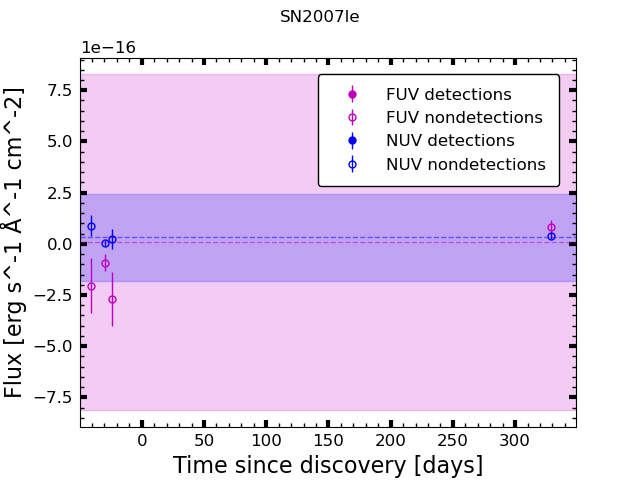 SN2007le
1e−16
Flux [erg s^-1 Å^-1 cm^-2]
7.5
5.0
2.5
0.0
−2.5
−5.0
−7.5
FUV detections
FUV nondetections
NUV detections
NUV nondetections
0 50 100 150 200 250 300
Time since discovery [days]